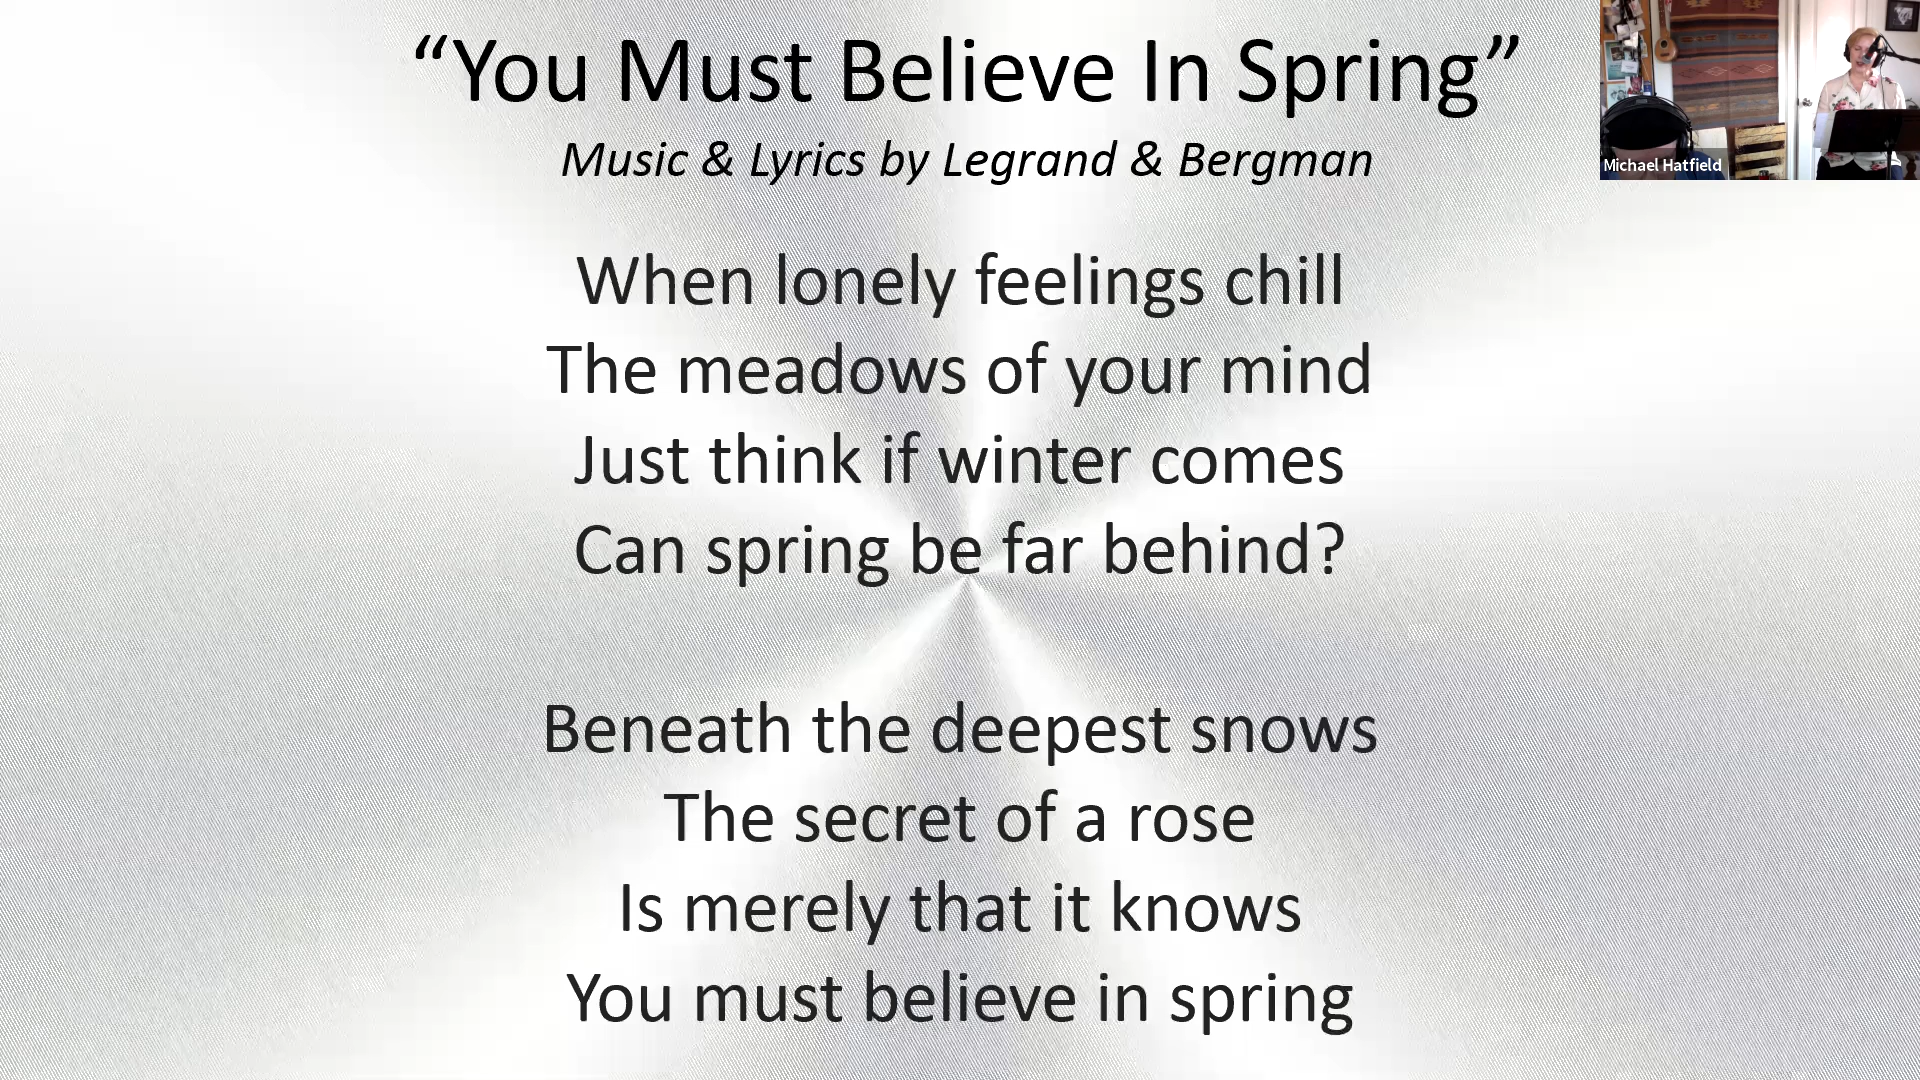 “You Must Believe In Spring”
Music & Lyrics by Legrand & Bergman
Michael Hatfield
When lonely feelings chill
The meadows of your mind
Just think if winter comes
Can spring be far behind?
Beneath the deepest snows
The secret of a rose
Is merely that it knows
You must believe in spring